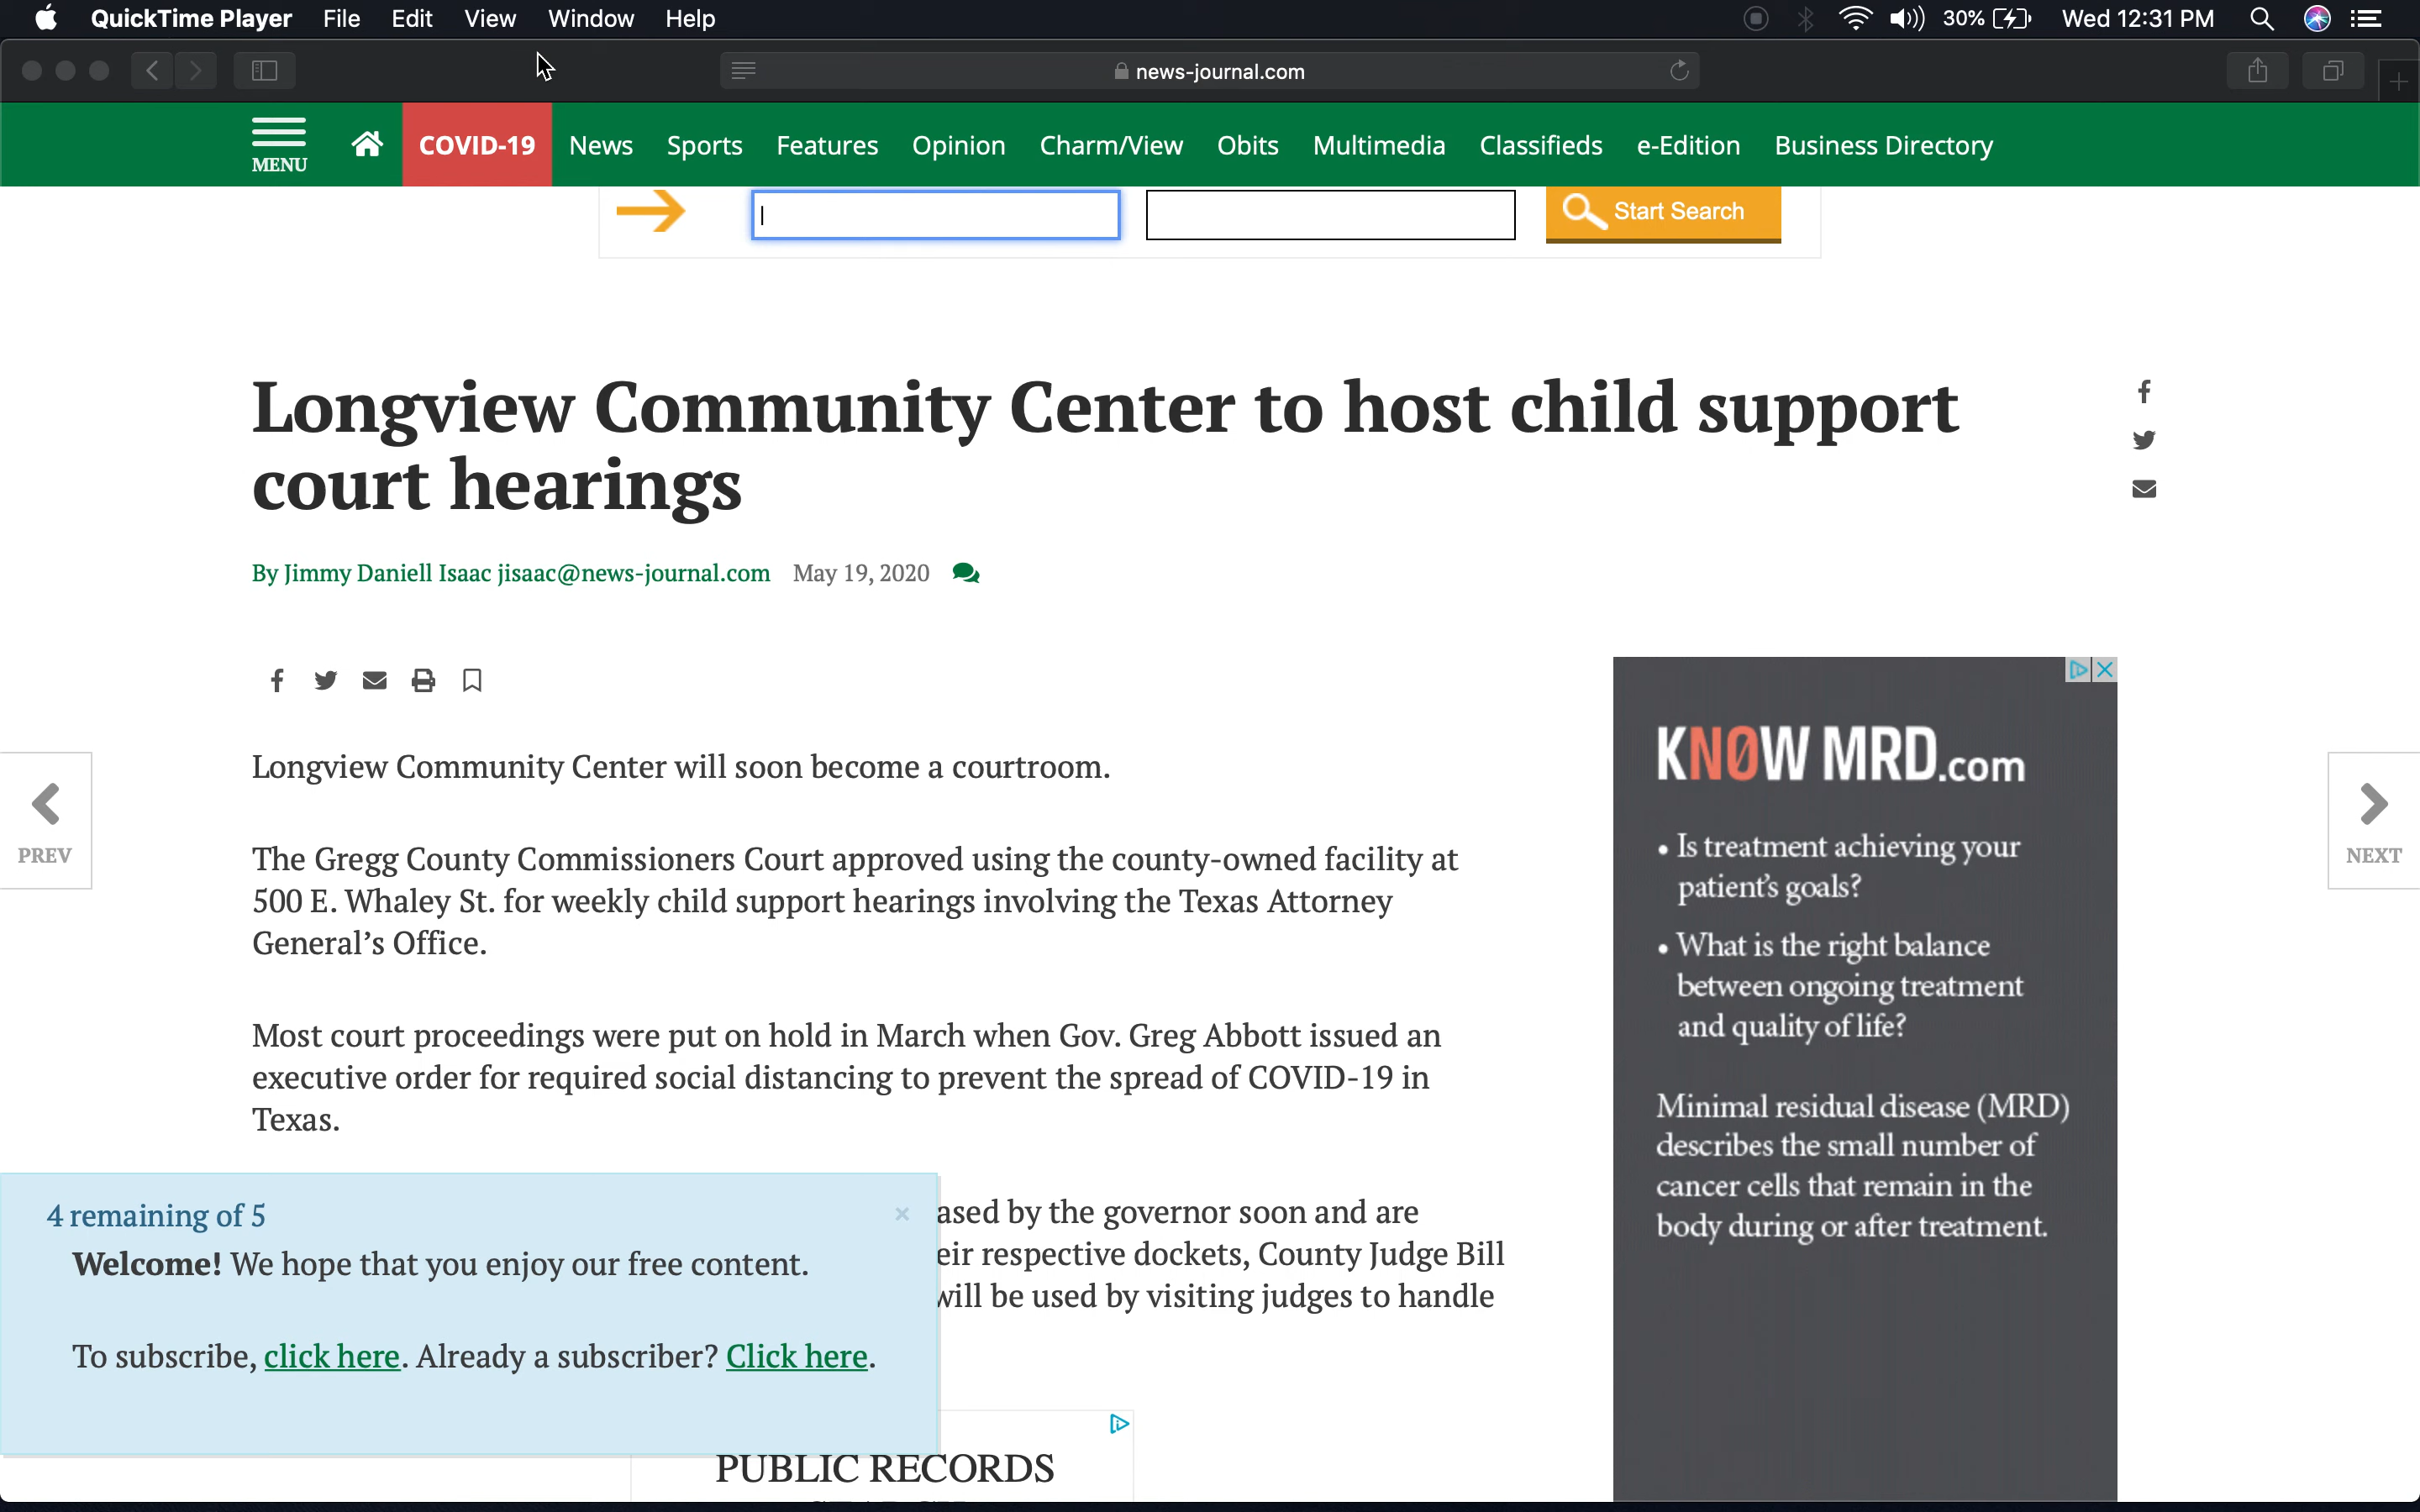 QuickTime Player File Edit View Window Help 30% Wed 12:31 PM
news-journal.com
MENU COVID-19 News Sports Features Opinion Charm/View Obits Multimedia Classifieds e-Edition Business Directory
Start Search
Longview Community Center to host child support
court hearings
By Jimmy Daniell Isaac jisaac@news-journal.com May 19, 2020
Longview Community Center will soon become a courtroom.
The Gregg County Commissioners Court approved using the county-owned facility at
500 E. Whaley St. for weekly child support hearings involving the Texas Attorney
General's Office.
Most court proceedings were put on hold in March when Gov. Greg Abbott issued an
executive order for required social distancing to prevent the spread of COVID-19 in
Texas.
ased by the governor soon and are
eir respective dockets, County Judge Bill
will be used by visiting judges to handle
PREV
NEXT
4 remaining of 5
Welcome! We hope that you enjoy our free content.
To subscribe, click here. Already a subscriber? Click here.
PUBLIC RECORDS
KNOW MRD.com
• Is treatment achieving your
patient's goals?
• What is the right balance
between ongoing treatment
and quality of life?
Minimal residual disease (MRD)
describes the small number of
cancer cells that remain in the
body during or after treatment.